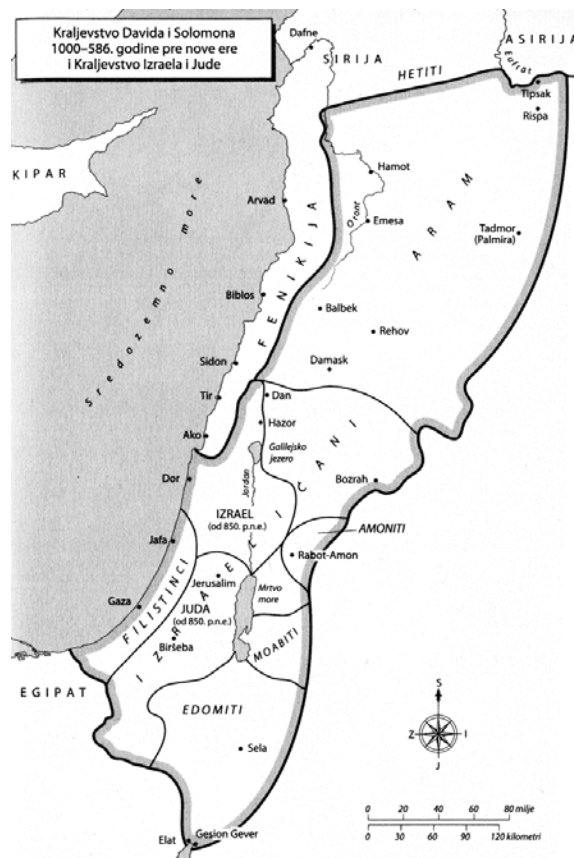 Kraljevstvo Davida i Solomona
1000–586. godine pre nove ere
i Kraljevstvo Izraela i Jude
Dafne
SIRIJA
ASIRIJA
HETITI
Eufrat
Tipsak
Rispa
KIPAR
Hamot
Arvad
Oront
Emesa
ARAM
Tadmor
(Palmira)
Sredozemno more
FENIKIJA
Biblos
Balbek
Rehov
Sidon
Damask
Tir
Dan
Hazor
Ako
Galilejsko
jezero
Dor
Jordan
Bozrah
IZRAEL
(od 850. p.n.e.)
IZRAELIĆANI
AMONITI
Jafa
Rabot-Amon
FILISTINCI
Jerusalim
Mrtvo
more
Gaza
JUDA
(od 850. p.n.e.)
Biršeba
MOABITI
EGIPAT
EDOMITI
S
Z I
J
Sela
0 20 40 60 80 milje
0 30 60 90 120 kilometri
Elat
Gesion Gever